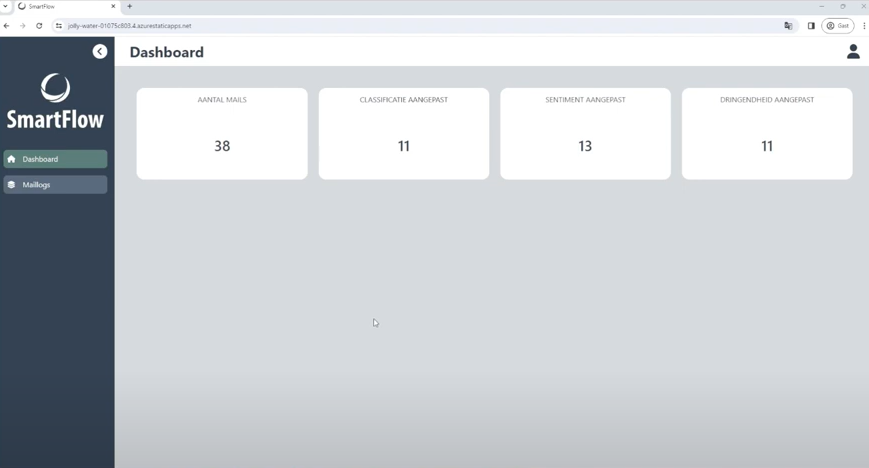 SmartFlow
jolly-water-01075c803.4.azurestaticapps.net
Gast
SmartFlow
Dashboard
Maillogs
Dashboard
AANTAL MAILS
38
CLASSIFICATIE AANGEPAST
11
SENTIMENT AANGEPAST
13
DRINGENDHEID AANGEPAST
11